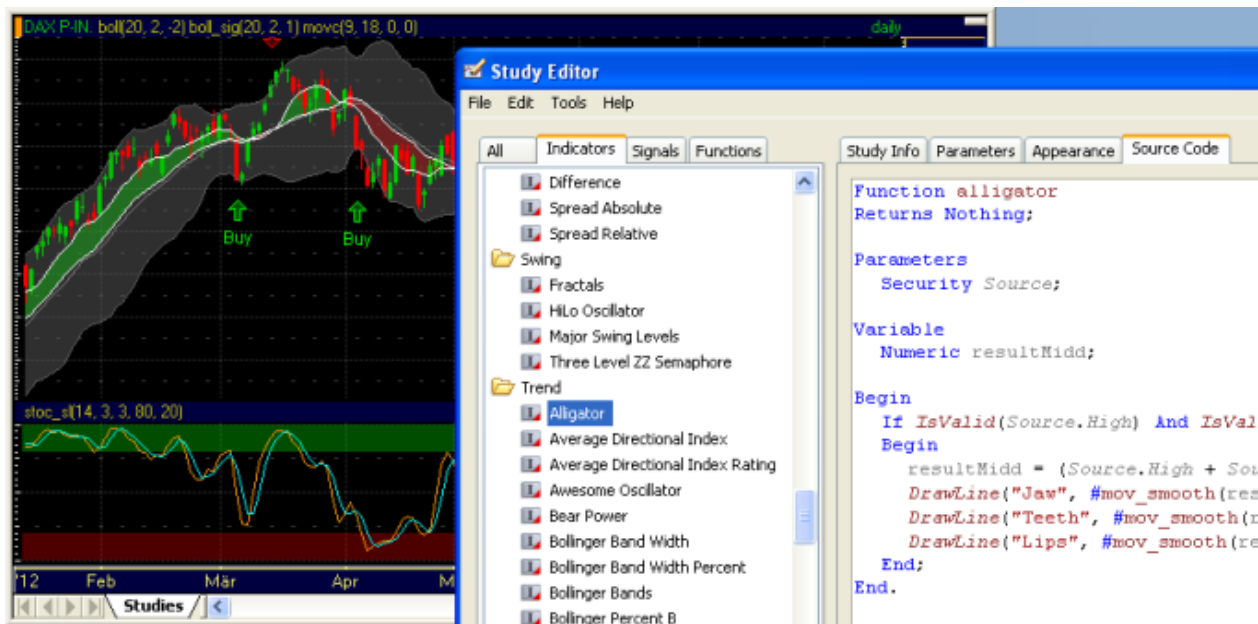 DAX P-IN. boll(20, 2, -2) boll_sig(20, 2, 1) movc(9, 18, 0, 0)
daily
Buy
Buy
stoc_sl(14, 3, 3, 80, 20)
'12 Feb Mär Apr M
Studies
Study Editor
File Edit Tools Help
All Indicators Signals Functions
Difference
Spread Absolute
Spread Relative
Swing
Fractals
HiLo Oscillator
Major Swing Levels
Three Level ZZ Semaphore
Trend
Alligator
Average Directional Index
Average Directional Index Rating
Awesome Oscillator
Bear Power
Bollinger Band Width
Bollinger Band Width Percent
Bollinger Bands
Bollinger Percent B
Study Info Parameters Appearance Source Code
Function alligator
Returns Nothing;
Parameters
Security Source;
Variable
Numeric resultMidd;
Begin
If IsValid(Source.High) And IsVal
Begin
resultMidd = (Source.High + Sou
DrawLine("Jaw", #mov_smooth(res
DrawLine("Teeth", #mov_smooth(r
DrawLine("Lips", #mov_smooth(re
End;
End.